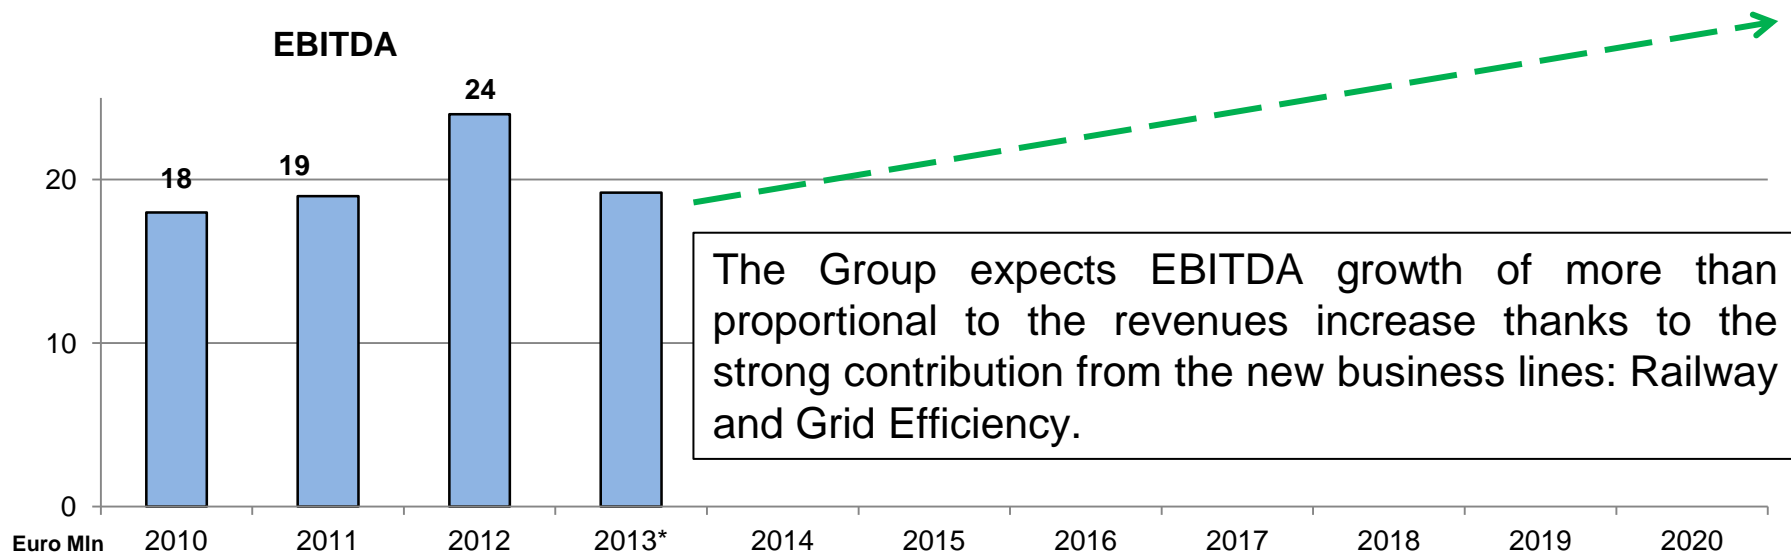 EBITDA
24
20
18
19
The Group expects EBITDA growth of more than
proportional to the revenues increase thanks to the
strong contribution from the new business lines: Railway
and Grid Efficiency.
10
0
Euro Mln 2010 2011 2012 2013* 2014 2015 2016 2017 2018 2019 2020